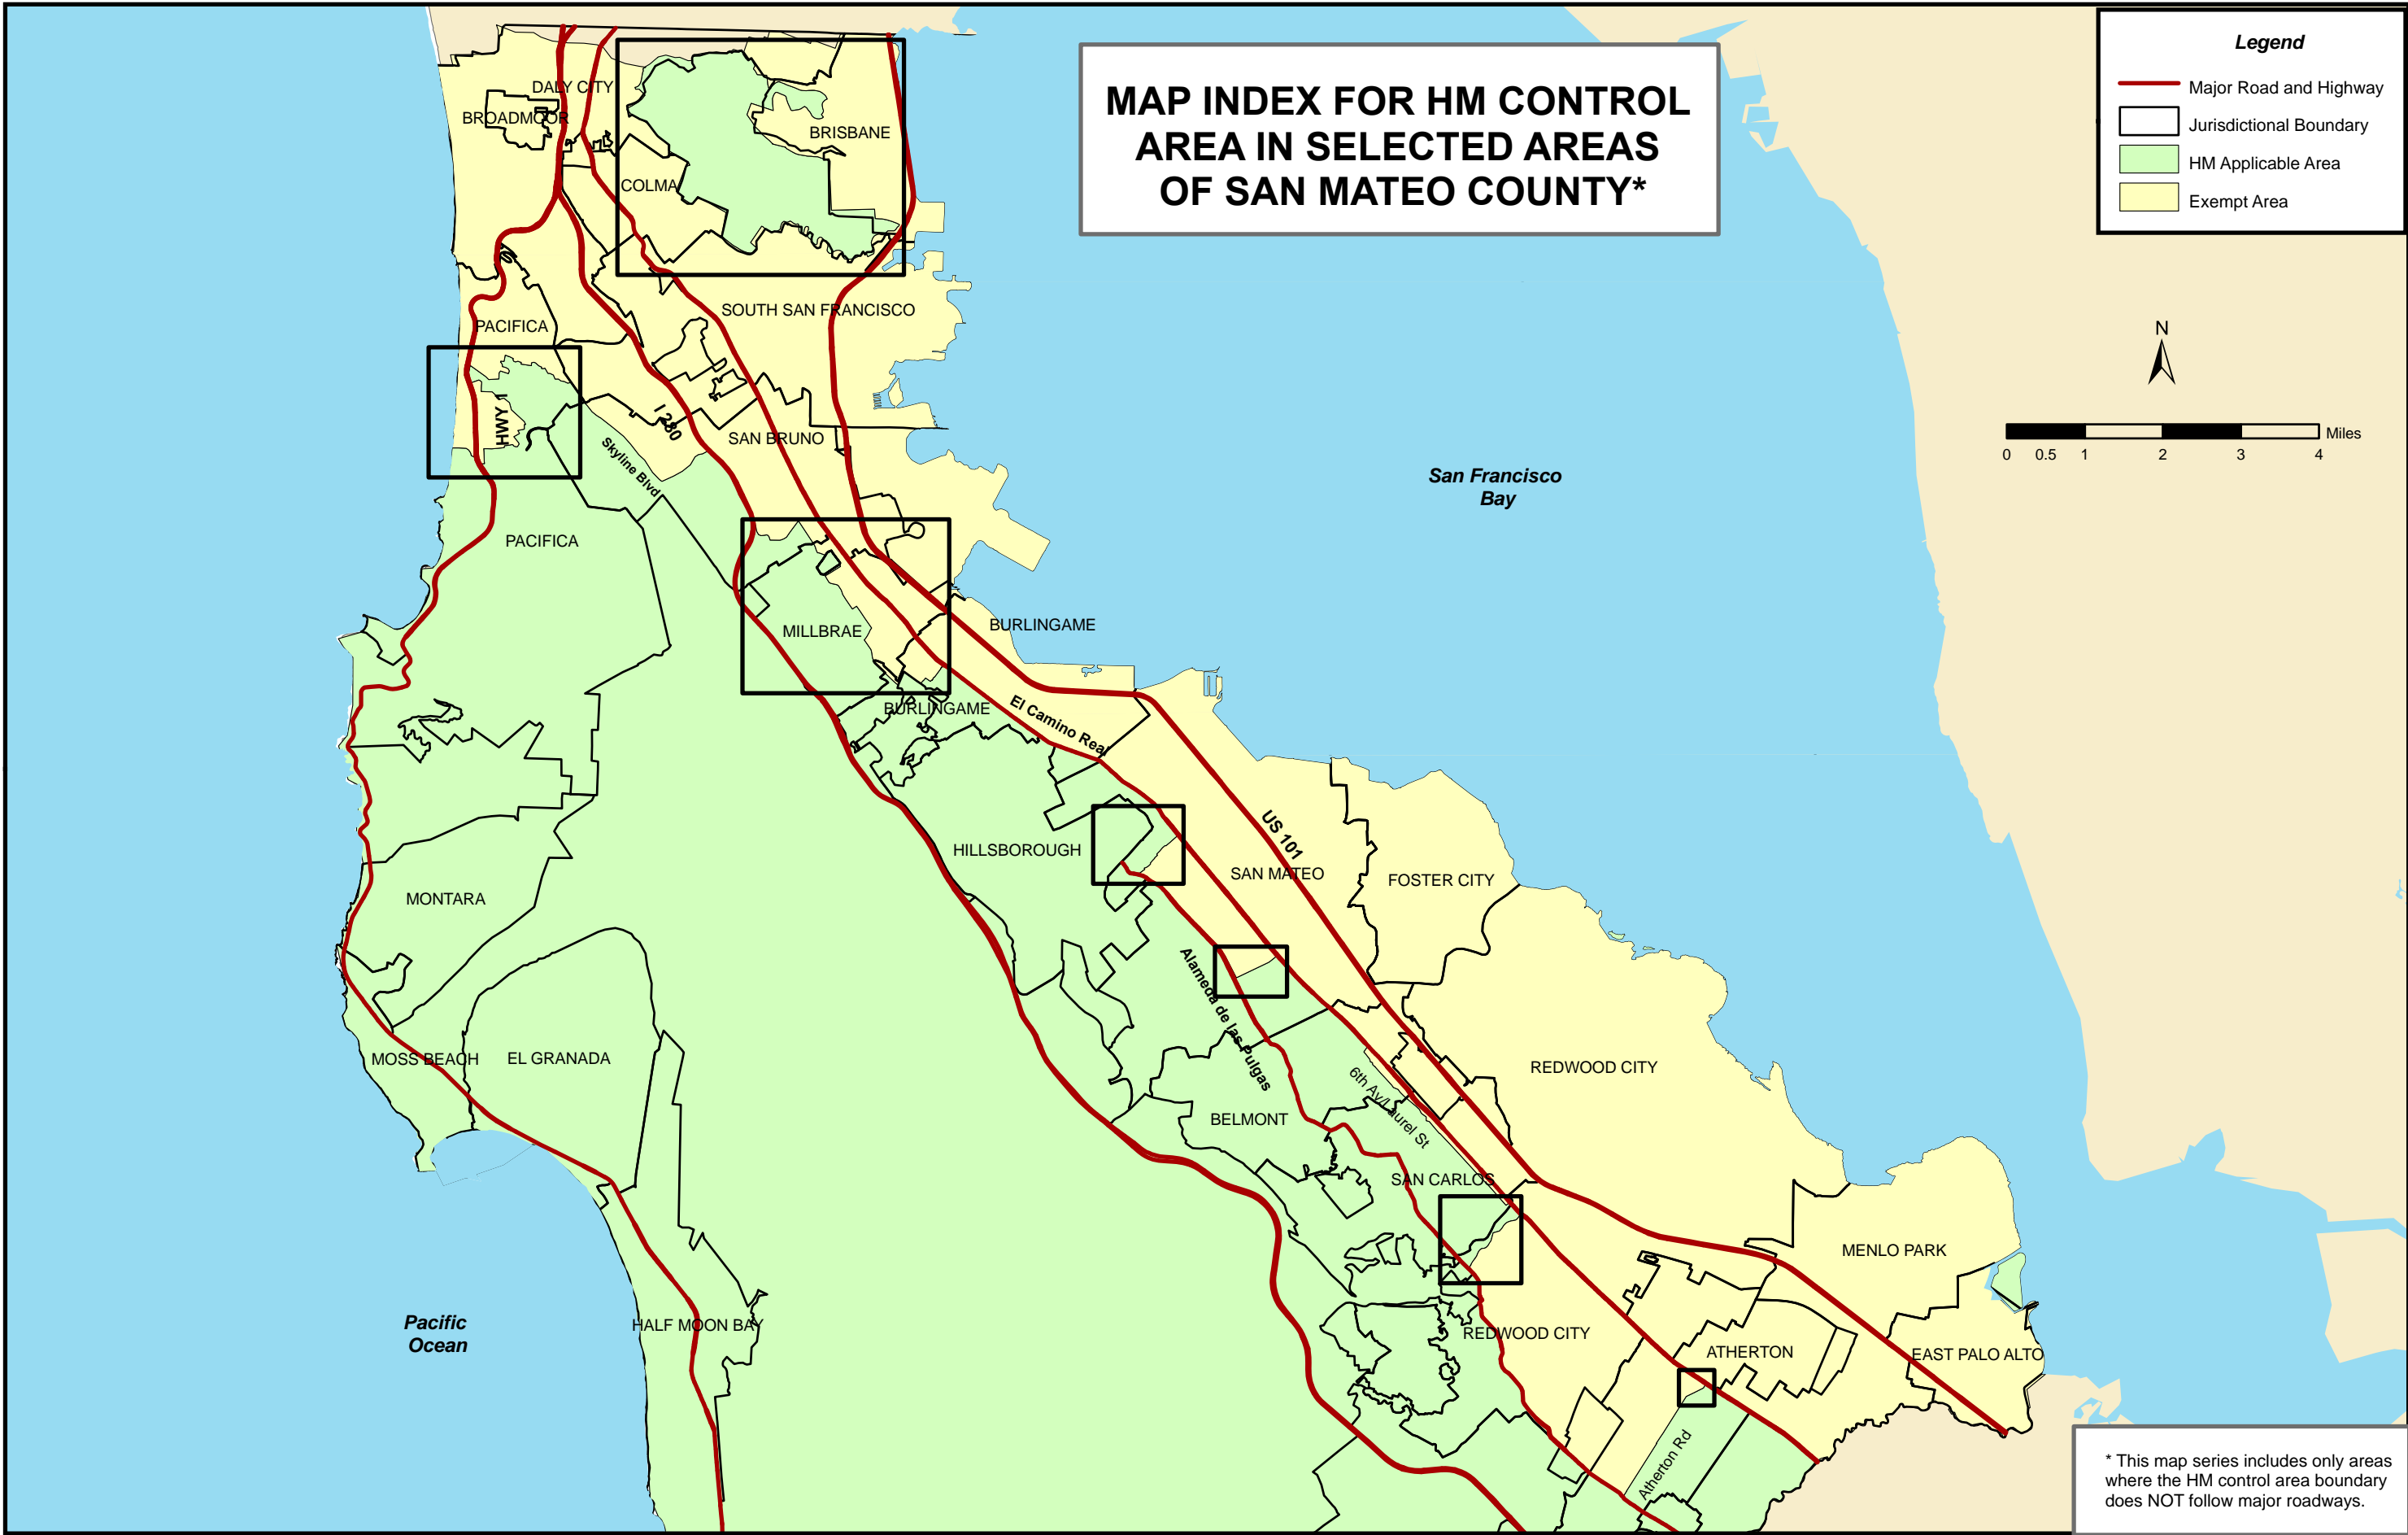 MAP INDEX FOR HM CONTROL
AREA IN SELECTED AREAS
OF SAN MATEO COUNTY*
Legend
Major Road and Highway
Jurisdictional Boundary
HM Applicable Area
Exempt Area
N
Miles
0 0.5 1 2 3 4
DALY CITY
BROADMOOR
BRISBANE
COLMA
SOUTH SAN FRANCISCO
PACIFICA
HWY 1
I 280
SAN BRUNO
Skyline Blvd
San Francisco
Bay
PACIFICA
MILLBRAE
BURLINGAME
BURLINGAME
El Camino Real
HILLSBOROUGH
US 101
SAN MATEO
FOSTER CITY
MONTARA
Alameda de las Pulgas
MOSS BEACH
EL GRANADA
REDWOOD CITY
6th Av/Laurel St
BELMONT
SAN CARLOS
MENLO PARK
Pacific
Ocean
HALF MOON BAY
REDWOOD CITY
ATHERTON
EAST PALO ALTO
Atherton Rd
* This map series includes only areas
where the HM control area boundary
does NOT follow major roadways.